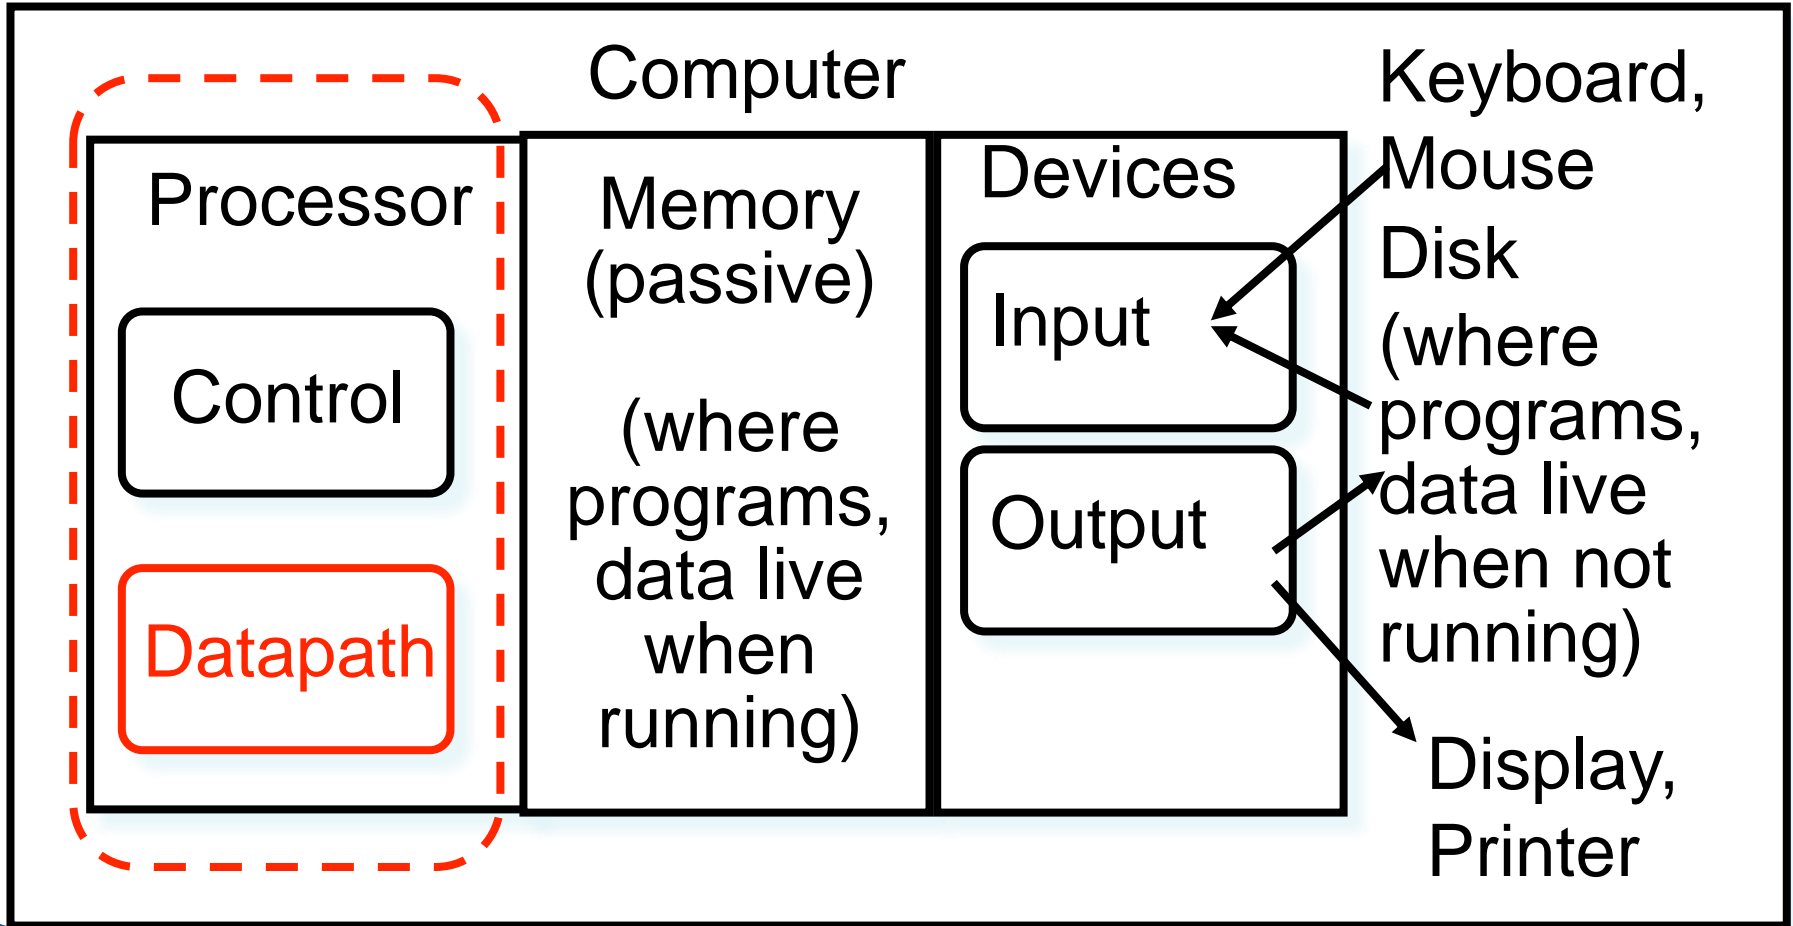 Computer
Processor
Control
Datapath
Memory
(passive)
(where
programs,
data live
when
running)
Devices
Input
Output
Keyboard,
Mouse
Disk
(where
programs,
data live
when not
running)
Display,
Printer